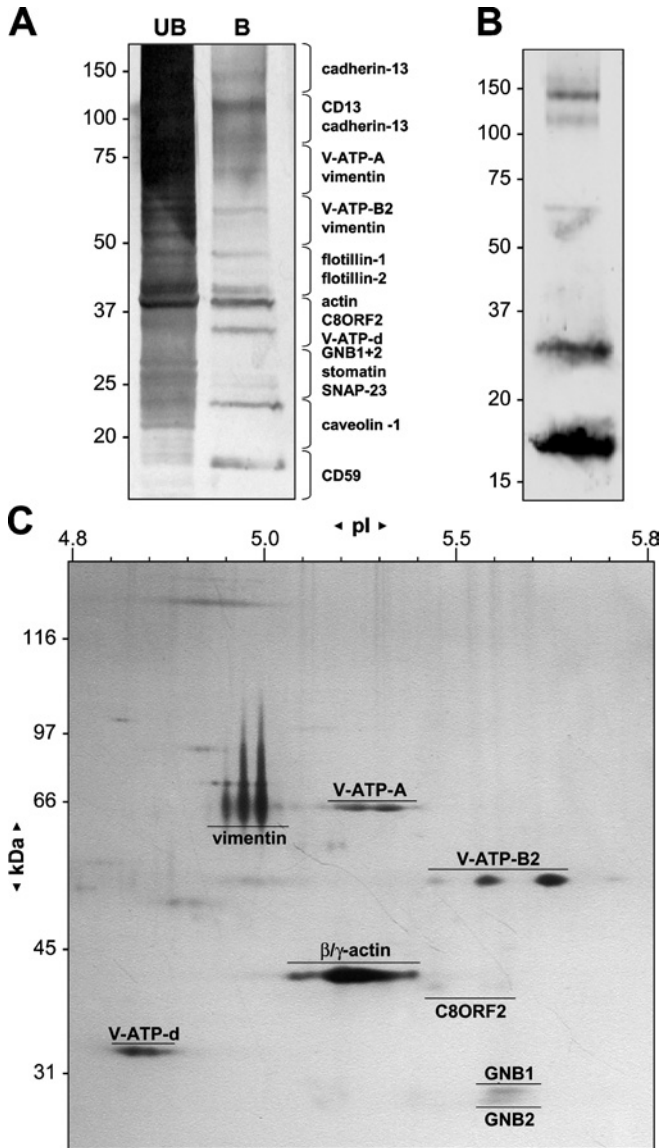 A
UB B
150
100
75
50
37
25
20
cadherin-13
CD13
cadherin-13
V-ATP-A
vimentin
V-ATP-B2
vimentin
flotillin-1
flotillin-2
actin
C8ORF2
V-ATP-d
GNB1+2
stomatin
SNAP-23
caveolin -1
CD59
B
150
100
75
50
37
20
15
C
◄ pI ►
4.8 5.0 5.5 5.8
◄ kDa ►
116
97
66
45
31
V-ATP-A
vimentin
V-ATP-B2
β/γ-actin
C8ORF2
V-ATP-d
GNB1
GNB2